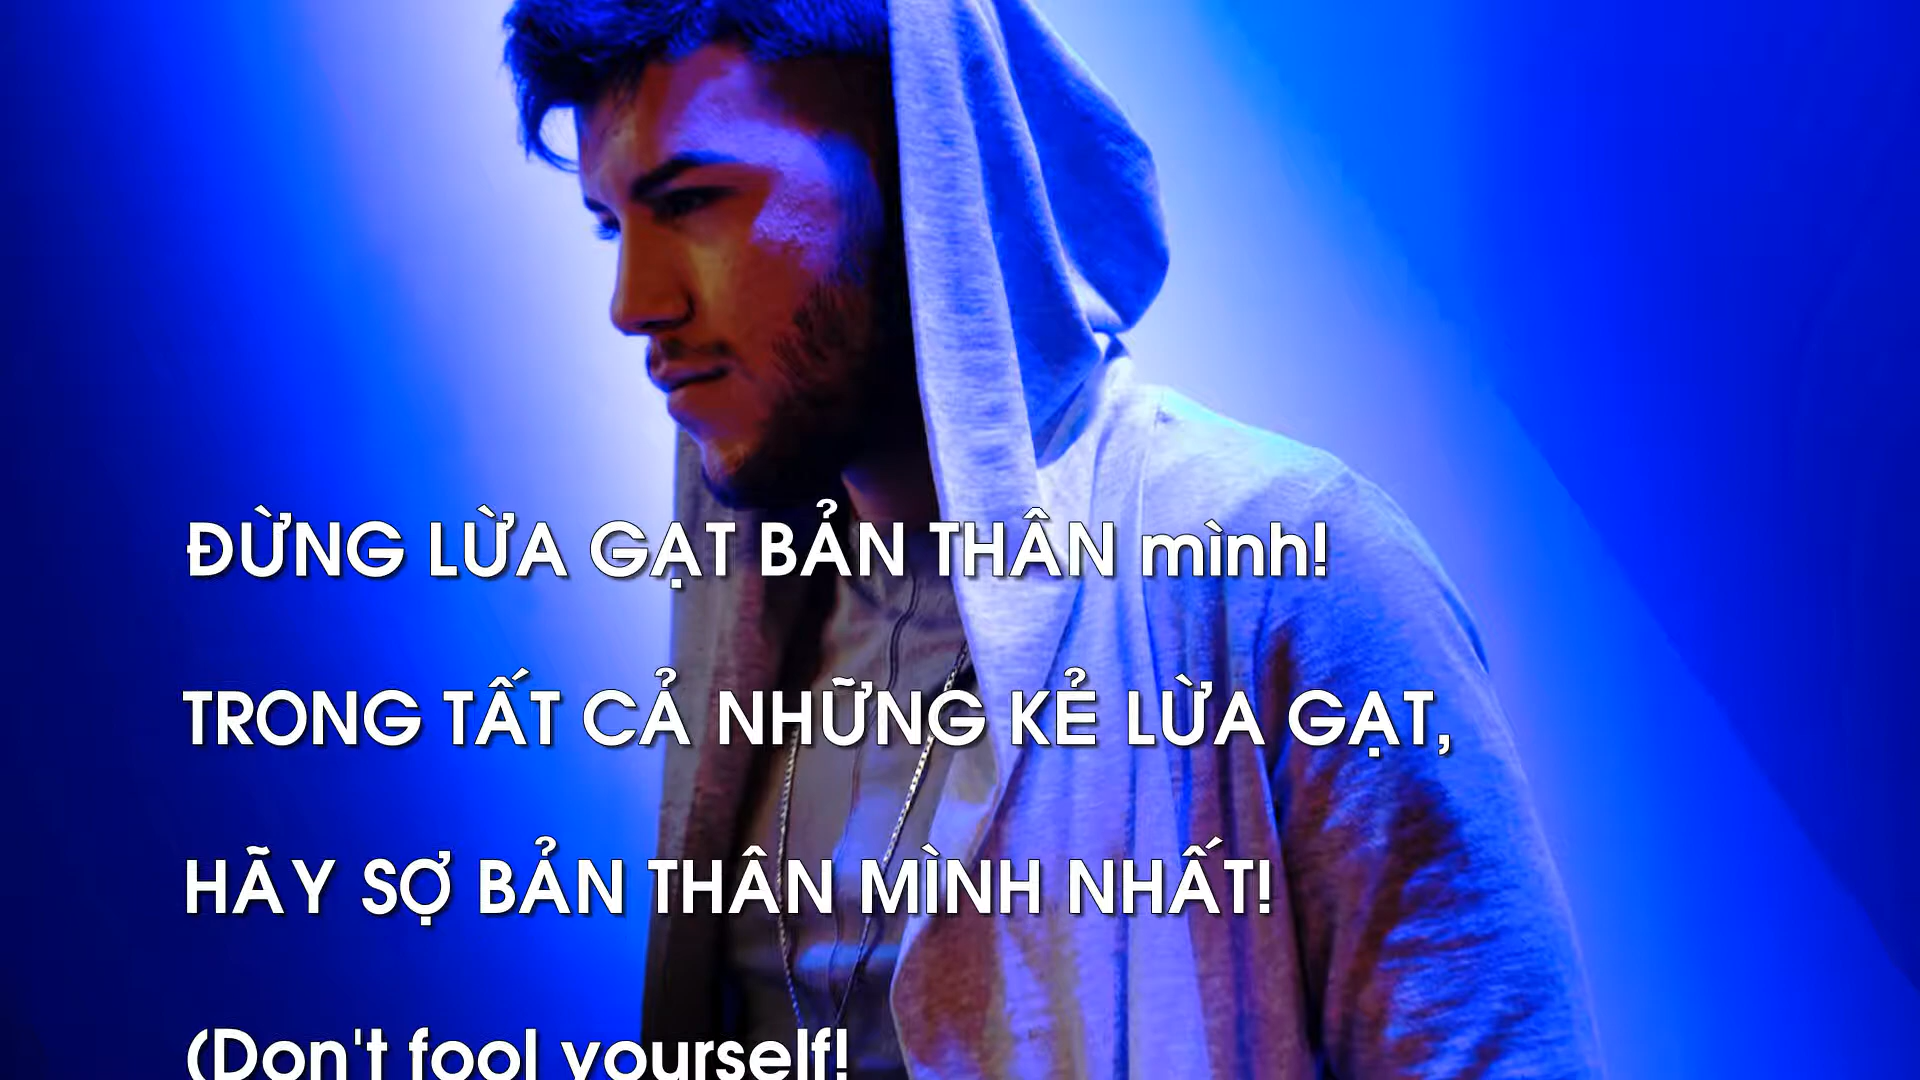 ĐỪNG LỪA GẠT BẢN THÂN mình!
TRONG TẤT CẢ NHỮNG KẺ LỪA GẠT,
HÃY SỢ BẢN THÂN MÌNH NHẤT!
(Don't fool yourself!